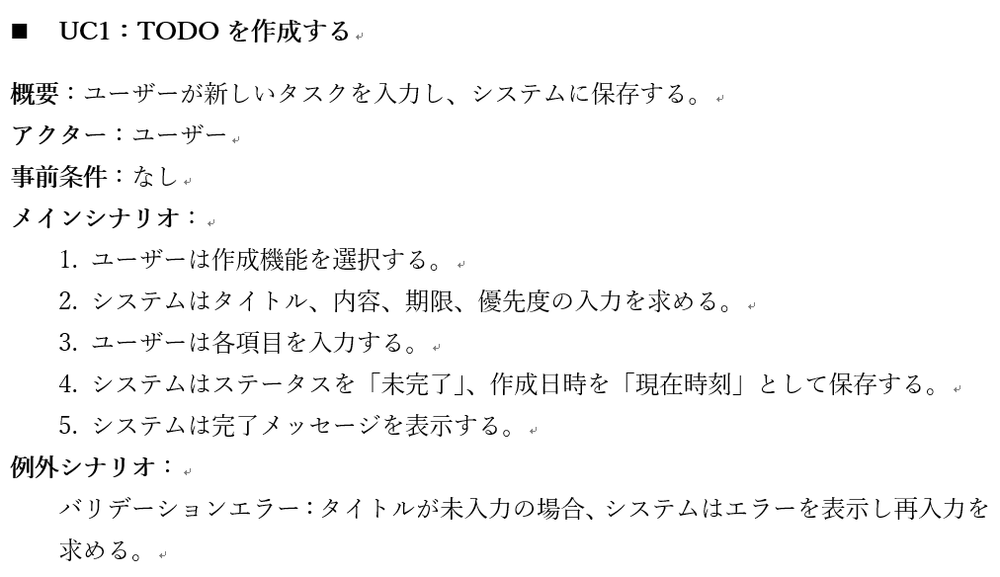 ■ UC1：TODO を作成する
概要：ユーザーが新しいタスクを入力し、システムに保存する。
アクター：ユーザー
事前条件：なし
メインシナリオ：
1. ユーザーは作成機能を選択する。
2. システムはタイトル、内容、期限、優先度の入力を求める。
3. ユーザーは各項目を入力する。
4. システムはステータスを「未完了」、作成日時を「現在時刻」として保存する。
5. システムは完了メッセージを表示する。
例外シナリオ：
バリデーションエラー：タイトルが未入力の場合、システムはエラーを表示し再入力を
求める。